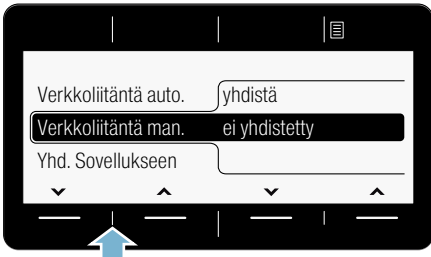 Verkkoliitäntä auto. yhdistä
Verkkoliitäntä man. ei yhdistetty
Yhd. Sovellukseen